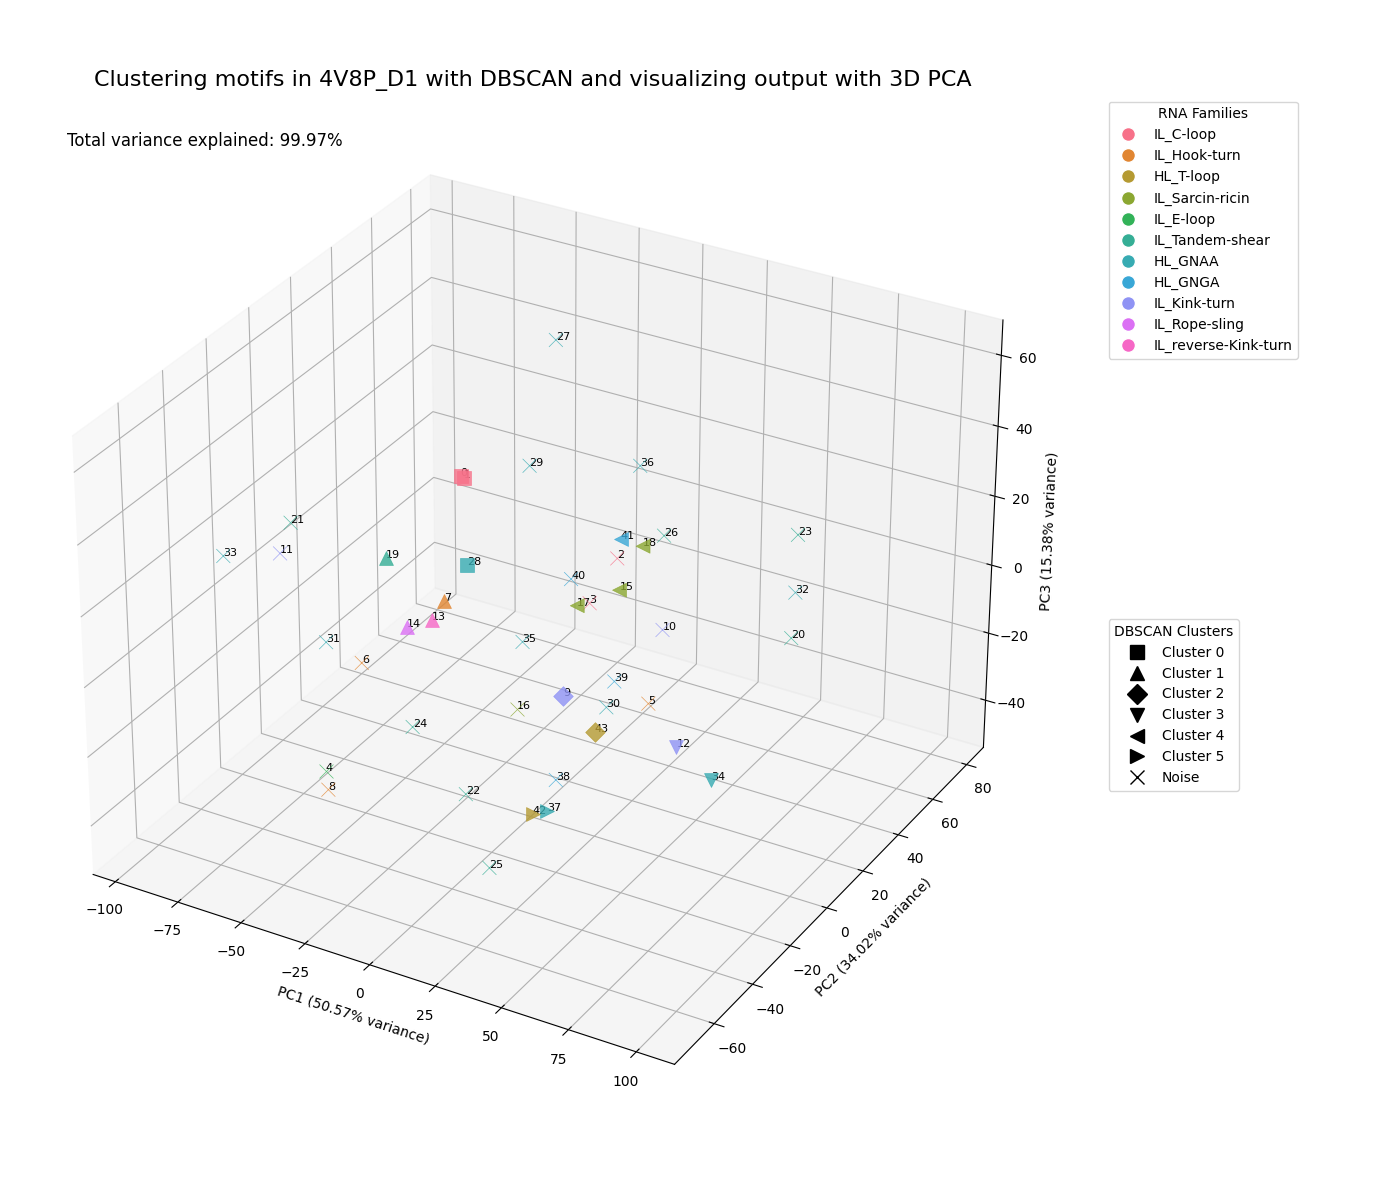 Clustering motifs in 4V8P_D1 with DBSCAN and visualizing output with 3D PCA
Total variance explained: 99.97%
RNA Families
IL_C-loop
IL_Hook-turn
HL_T-loop
IL_Sarcin-ricin
IL_E-loop
IL_Tandem-shear
HL_GNAA
HL_GNGA
IL_Kink-turn
IL_Rope-sling
IL_reverse-Kink-turn
27
29
36
21
33
11
19
28
41
18
26
2
23
40
15
17
3
32
7
13
14
10
20
31
6
35
39
9
30
5
16
43
12
24
4
8
22
38
34
42
37
25
60
40
20
0
−20
−40
PC3 (15.38% variance)
DBSCAN Clusters
Cluster 0
Cluster 1
Cluster 2
Cluster 3
Cluster 4
Cluster 5
Noise
80
60
40
20
0
−20
−40
−60
PC2 (34.02% variance)
−100
−75
−50
−25
0
25
50
75
100
PC1 (50.57% variance)